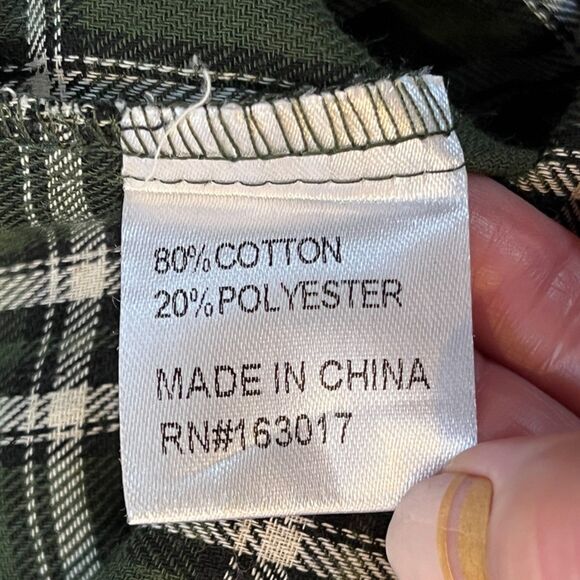 80% COTTON
20% POLYESTER
MADE IN CHINA
RN#163017